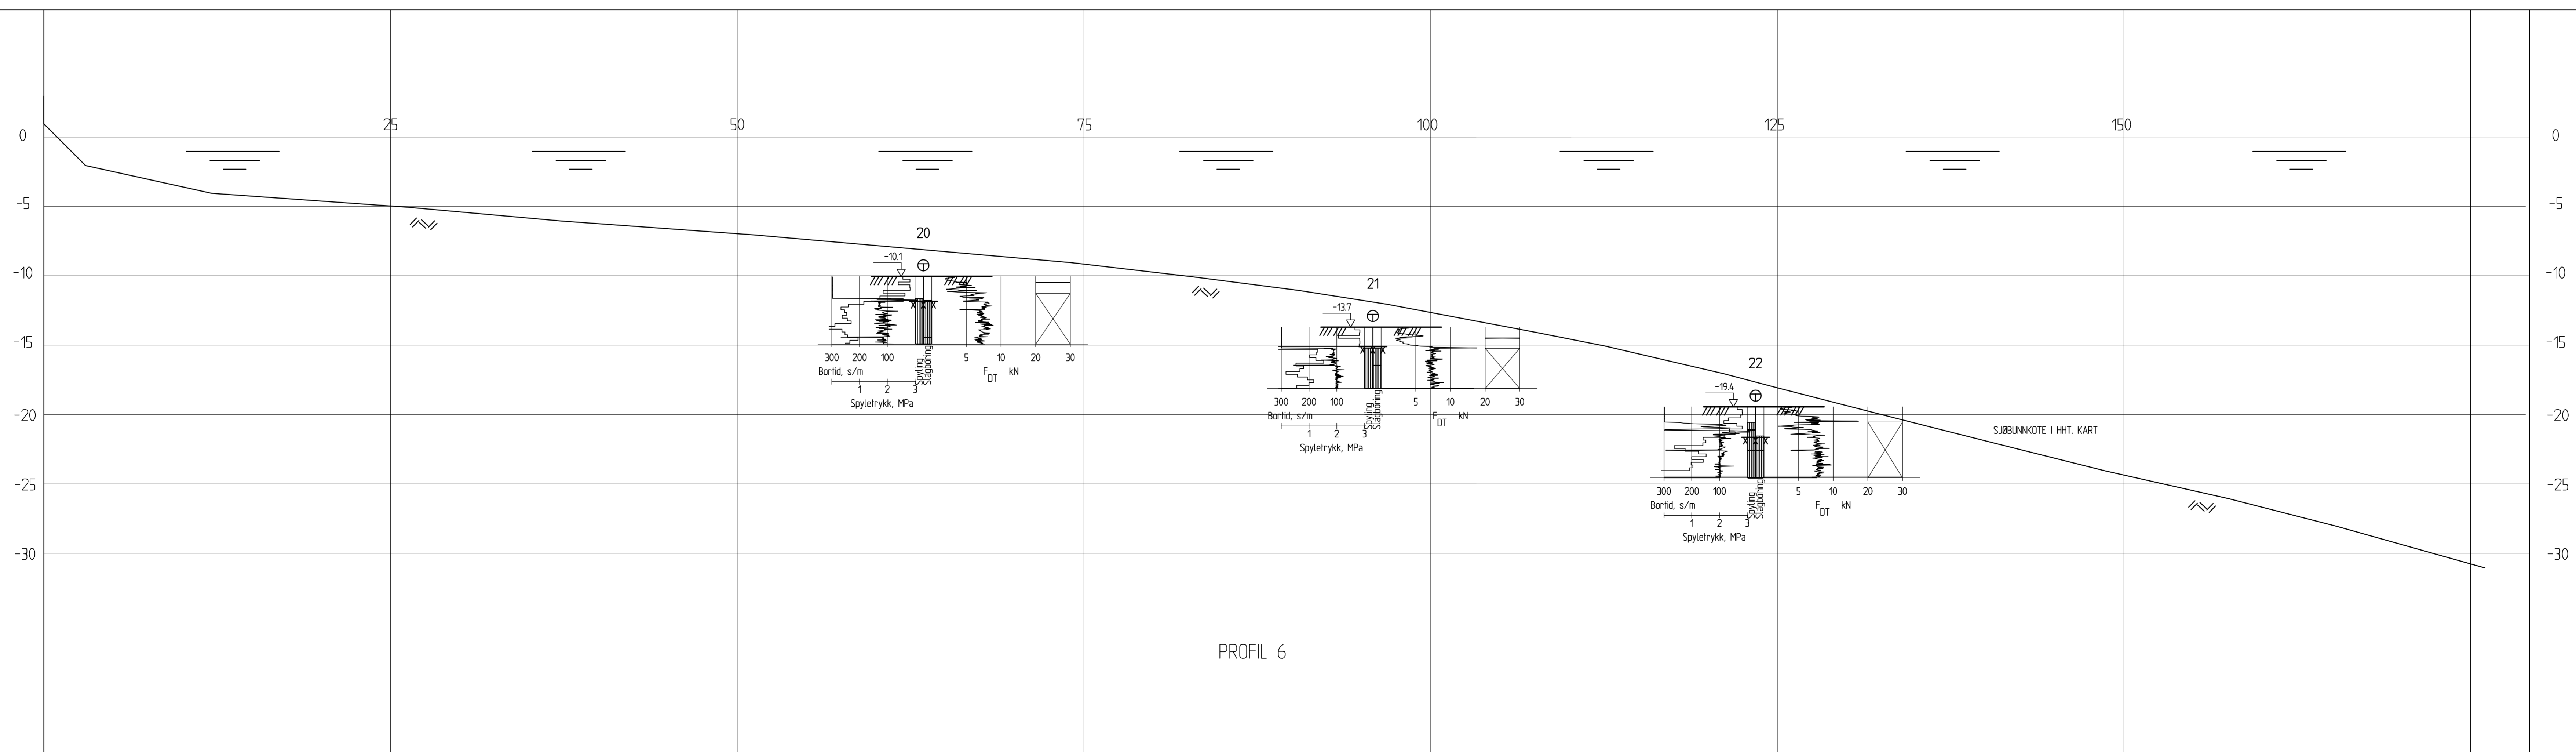 25 50 75 100 125 150
0 0
-5 -5
20
-10.1
-10 -10
300 200 100 5 10 20 30
Bortid, s/m
Spyling
Slagboring
F DT kN
1 2 3
Spyletrykk, MPa
21
-13.7
-15 -15
300 200 100 5 10 20 30
Bortid, s/m
Spyling
Slagboring
F DT kN
1 2 3
Spyletrykk, MPa
22
-19.4
-20 -20
SJØBUNNKOTE I HHT. KART
300 200 100 5 10 20 30
Bortid, s/m
Spyling
Slagboring
F DT kN
1 2 3
Spyletrykk, MPa
-25 -25
-30 -30
PROFIL 6